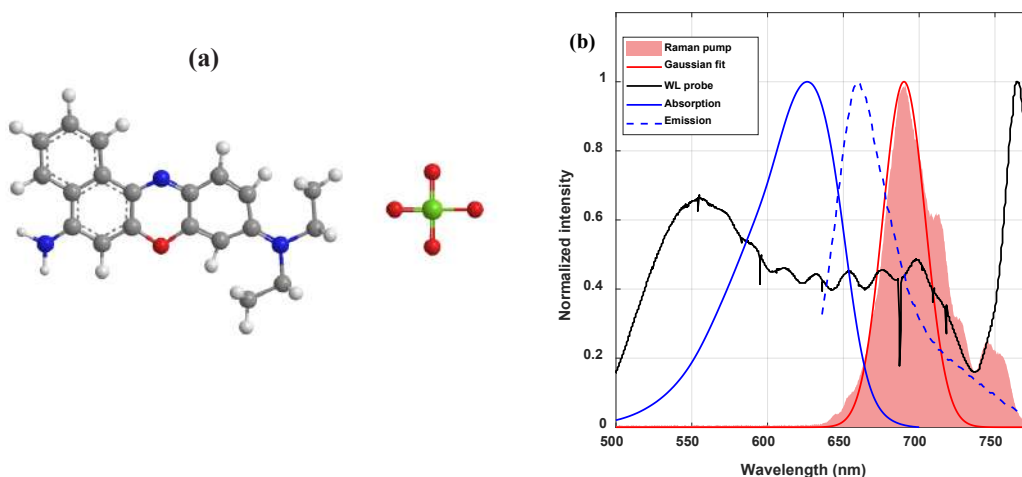 (a)
(b)
Raman pump
Gaussian fit
WL probe
Absorption
Emission
Normalized intensity
1
0.8
0.6
0.4
0.2
0
500
550
600
650
700
750
Wavelength (nm)